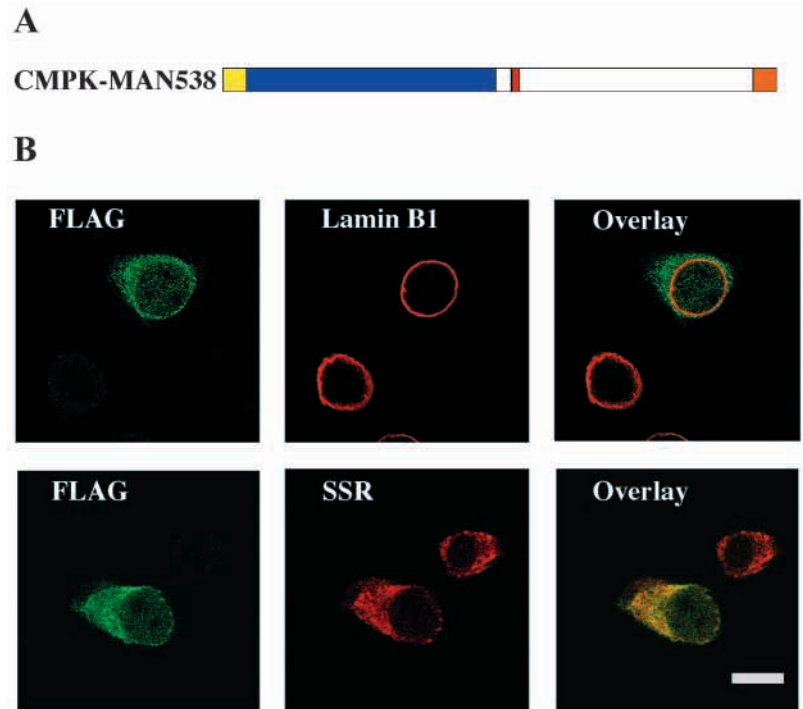 A
CMPK-MAN538
B
FLAG
Lamin B1
Overlay
FLAG
SSR
Overlay